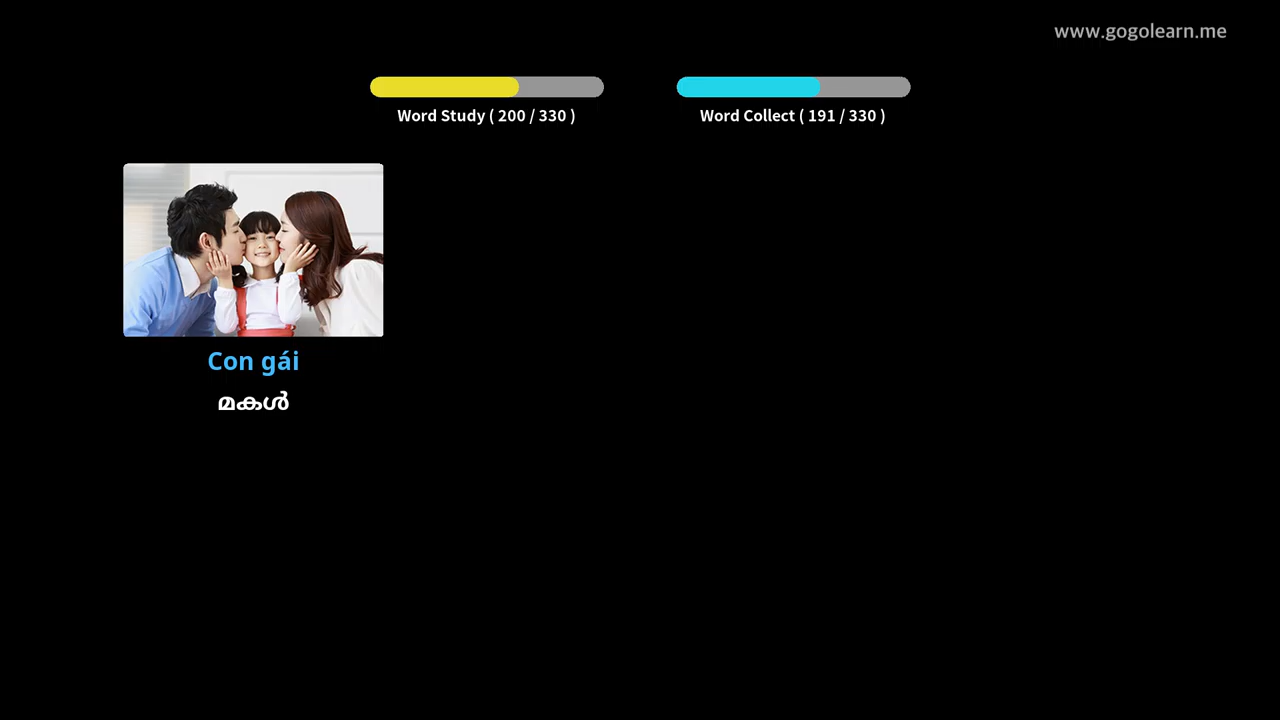 www.gogolearn.me
Word Study ( 200 / 330 )
Word Collect ( 191 / 330 )
Con gái
മകൾ